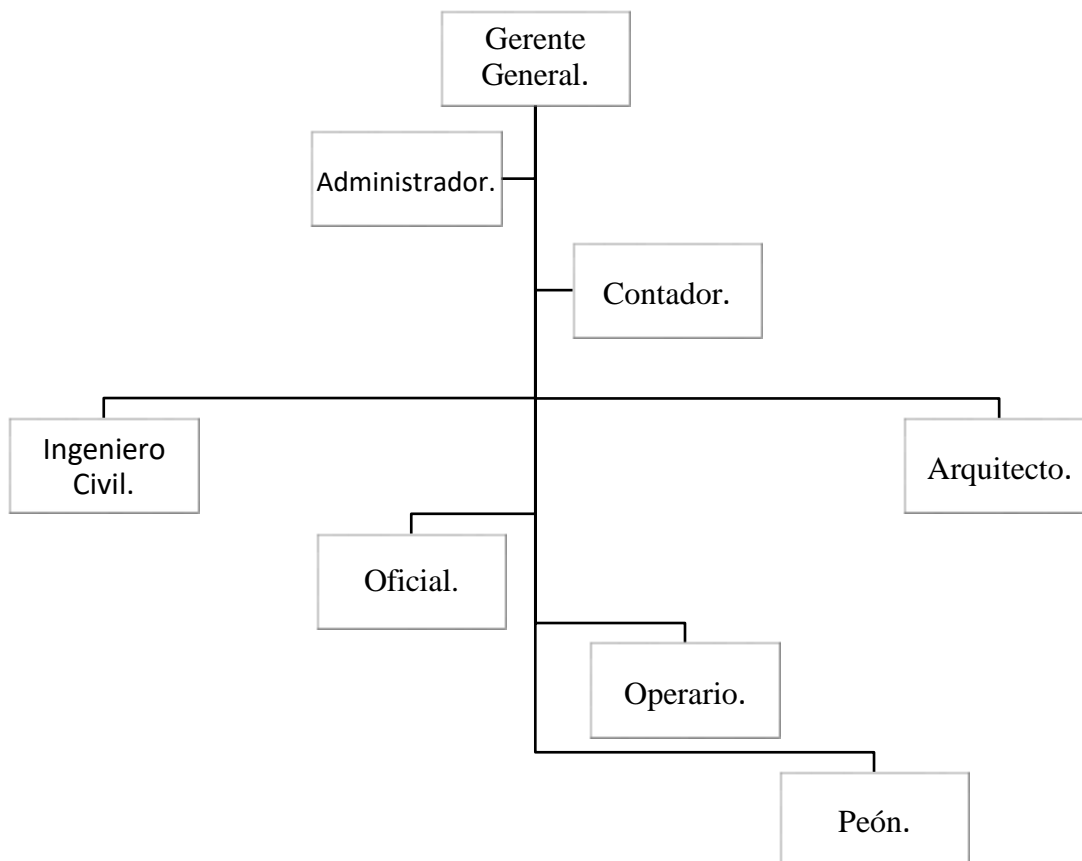 Gerente
General.
Administrador.
Contador.
Ingeniero
Civil.
Arquitecto.
Oficial.
Operario.
Peón.